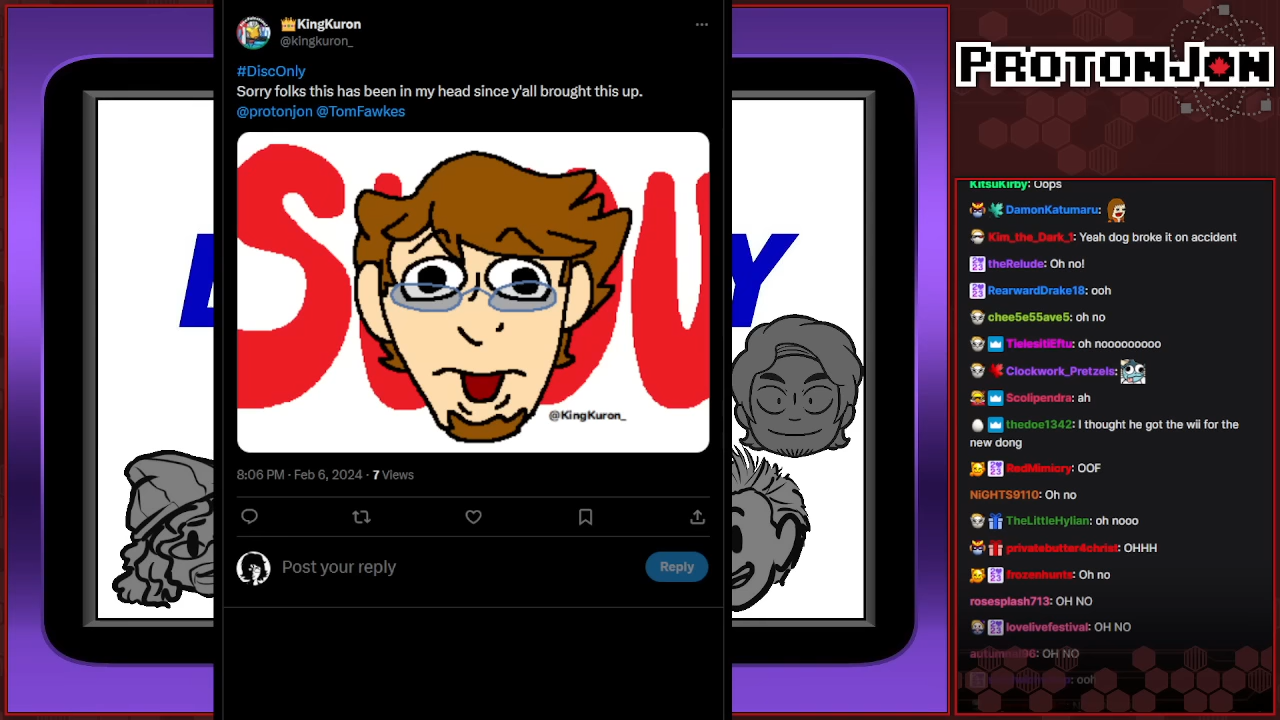 👑KingKuron
@kingkuron_
#DiscOnly
Sorry folks this has been in my head since y'all brought this up.
@protonjon @TomFawkes
@KingKuron_
8:06 PM · Feb 6, 2024 · 7 Views
Post your reply
Reply
Y
PROTONJON
KitsuKirby: Oops
DamonKatumaru:
Kim_the_Dark_1: Yeah dog broke it on accident
theRelude: Oh no!
RearwardDrake18: ooh
chee5e55ave5: oh no
TielesitiEftu: oh nooooooooo
Clockwork_Pretzels:
Scolipendra: ah
thedoe1342: I thought he got the wii for the
new dong
RedMimicry: OOF
NiGHTS9110: Oh no
TheLittleHylian: oh nooo
privatebutter4christ: OHHH
frozenhunts: Oh no
rosesplash713: OH NO
lovelivefestival: OH NO
OH NO
ooh